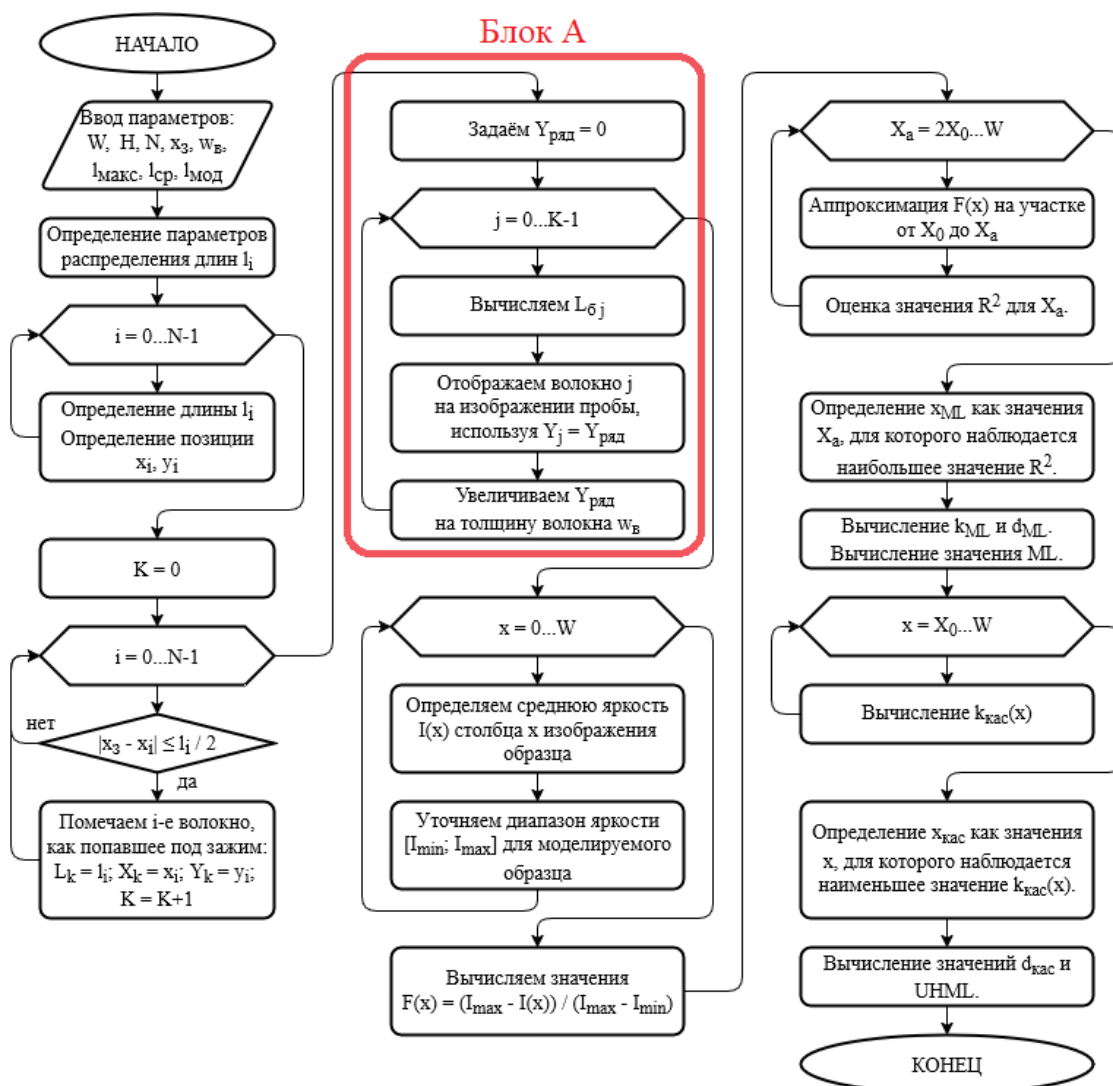 НАЧАЛО
Ввод параметров:
W, H, N, xз, wв,
lмакс, lср, lмод
Определение параметров
распределения длин li
i = 0...N-1
Определение длины li
Определение позиции
xi, yi
K = 0
i = 0...N-1
нет
|xз - xi| ≤ li / 2
да
Помечаем i-е волокно,
как попавшее под зажим:
Lk = li; Xk = xi; Yk = yi;
K = K+1
Блок А
Задаём Yряд = 0
j = 0...K-1
Вычисляем Lб j
Отображаем волокно j
на изображении пробы,
используя Yj = Yряд
Увеличиваем Yряд
на толщину волокна wв
x = 0...W
Определяем среднюю яркость
I(x) столбца x изображения
образца
Уточняем диапазон яркости
[Imin; Imax] для моделируемого
образца
Вычисляем значения
F(x) = (Imax - I(x)) / (Imax - Imin)
Xa = 2X0...W
Аппроксимация F(x) на участке
от X0 до Xa
Оценка значения R² для Xa.
Определение xML как значения
Xa, для которого наблюдается
наибольшее значение R².
Вычисление kML и dML.
Вычисление значения ML.
x = X0...W
Вычисление kкас(x)
Определение xкас как значения
x, для которого наблюдается
наименьшее значение kкас(x).
Вычисление значений dкас и
UHML.
КОНЕЦ